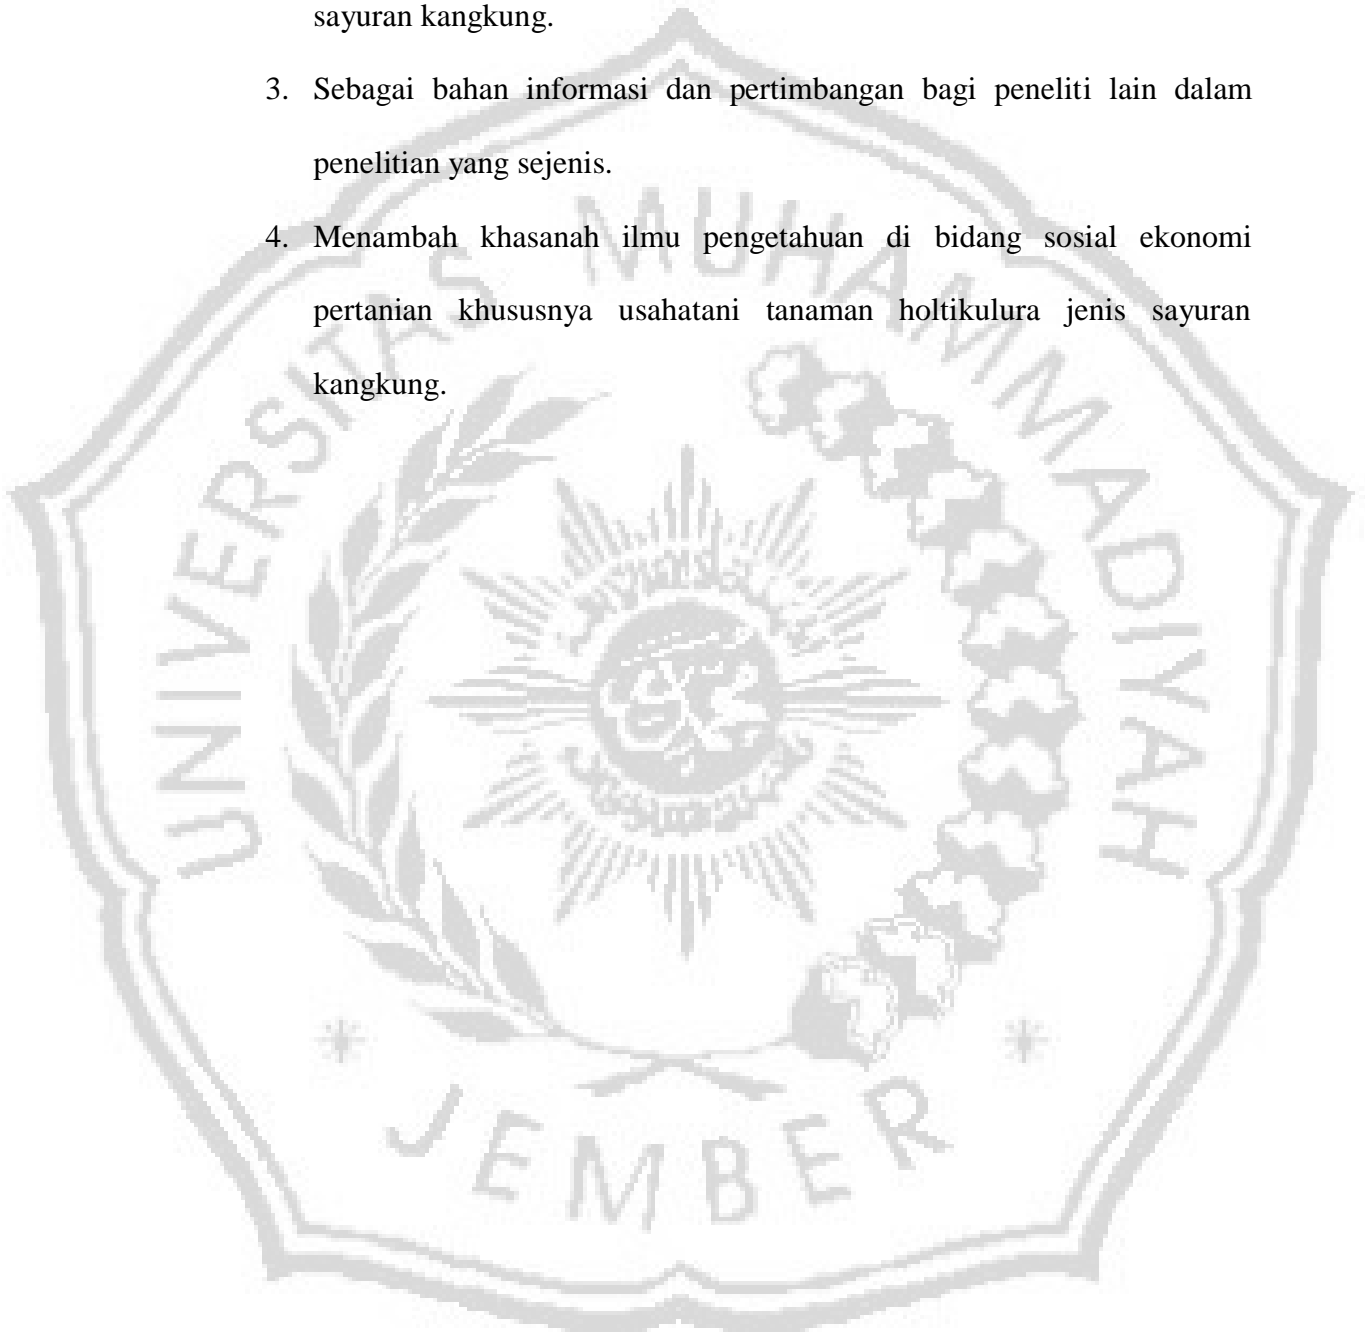 sayuran kangkung.
3. Sebagai bahan informasi dan pertimbangan bagi peneliti lain dalam
penelitian yang sejenis.
4. Menambah khasanah ilmu pengetahuan di bidang sosial ekonomi
pertanian khususnya usahatani tanaman holtikulura jenis sayuran
kangkung.
UNIVERSITAS MUHAMMADIYAH
JEMBER